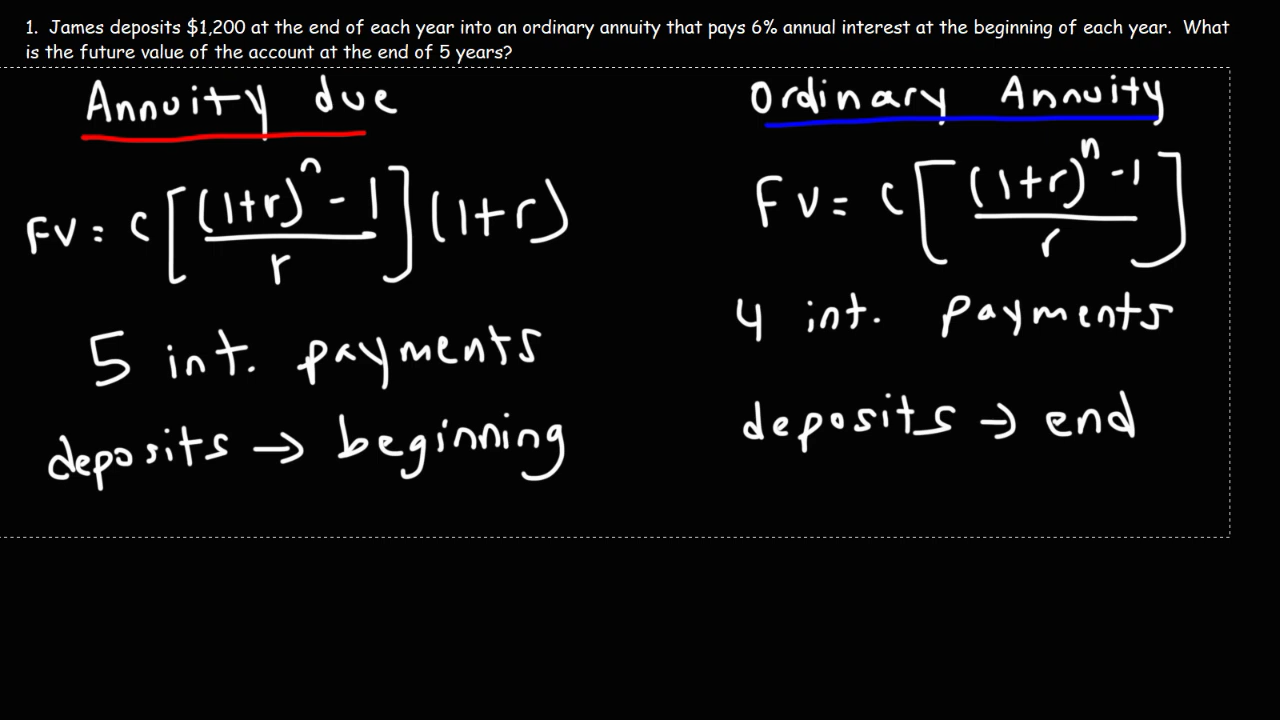 1. James deposits $1,200 at the end of each year into an ordinary annuity that pays 6% annual interest at the beginning of each year. What
is the future value of the account at the end of 5 years?
Annuity due
FV = c [ ((1+r)^n - 1) / r ] (1+r)
5 int. payments
deposits → beginning
Ordinary Annuity
FV = c [ ((1+r)^n - 1) / r ]
4 int. payments
deposits → end